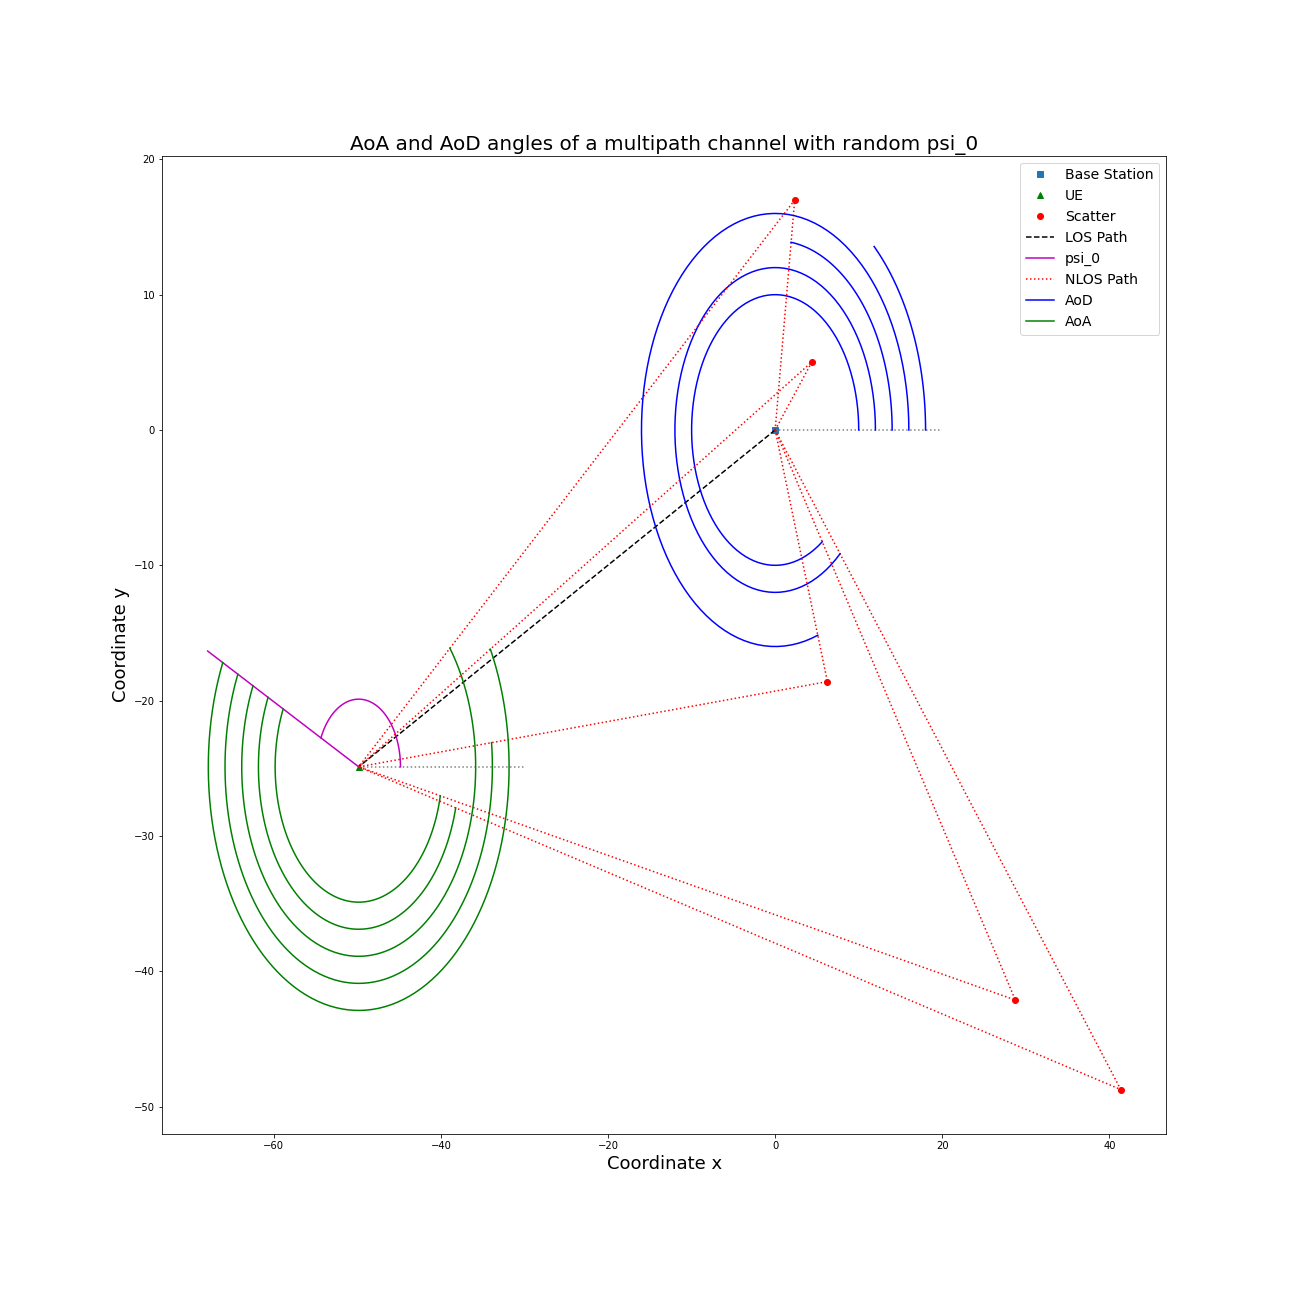 AoA and AoD angles of a multipath channel with random psi_0
Base Station
UE
Scatter
LOS Path
psi_0
NLOS Path
AoD
AoA
20
10
0
−10
−20
−30
−40
−50
Coordinate y
−60
−40
−20
0
20
40
Coordinate x